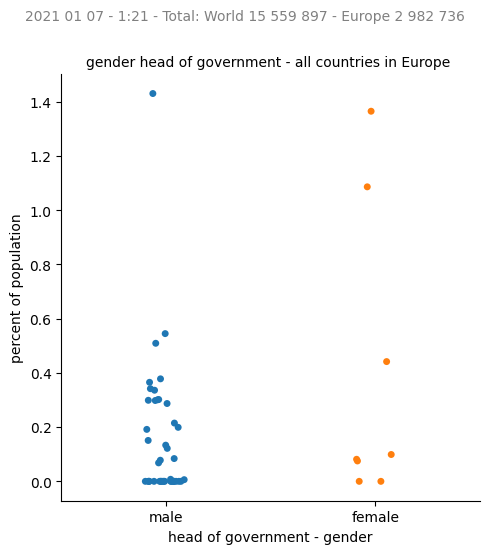 2021 01 07 - 1:21 - Total: World 15 559 897 - Europe 2 982 736
gender head of government - all countries in Europe
1.4
1.2
1.0
0.8
0.6
0.4
0.2
0.0
percent of population
male female
head of government - gender